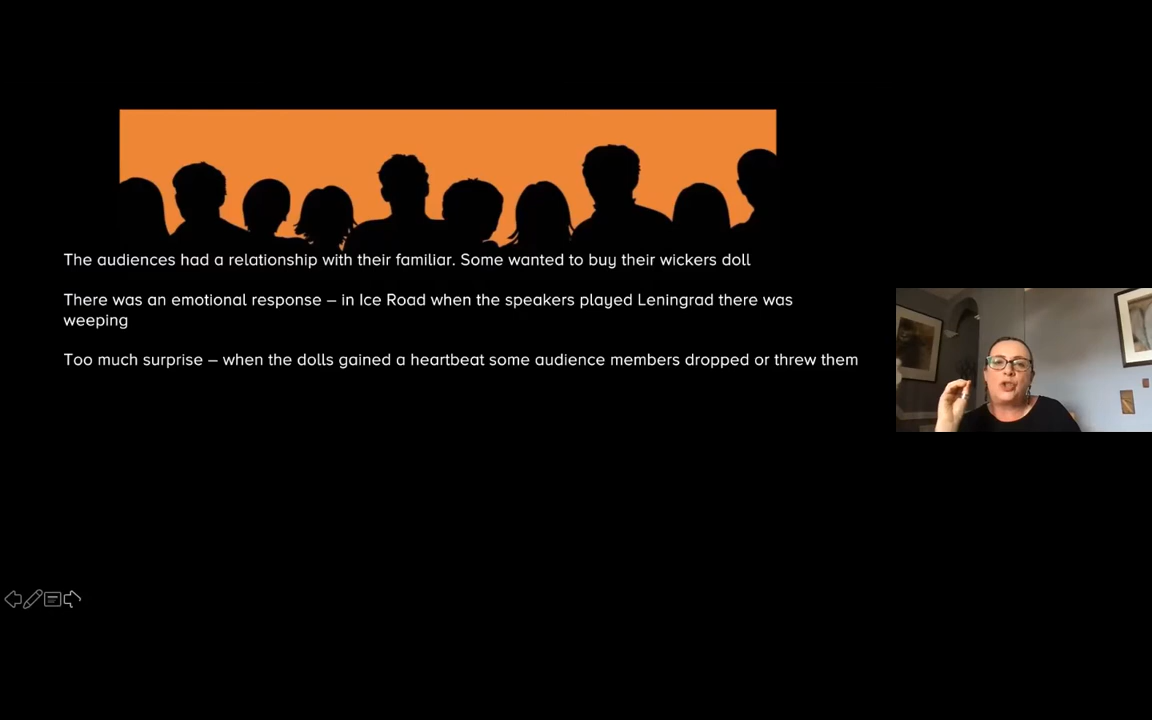 The audiences had a relationship with their familiar. Some wanted to buy their wickers doll
There was an emotional response – in Ice Road when the speakers played Leningrad there was
weeping
Too much surprise – when the dolls gained a heartbeat some audience members dropped or threw them